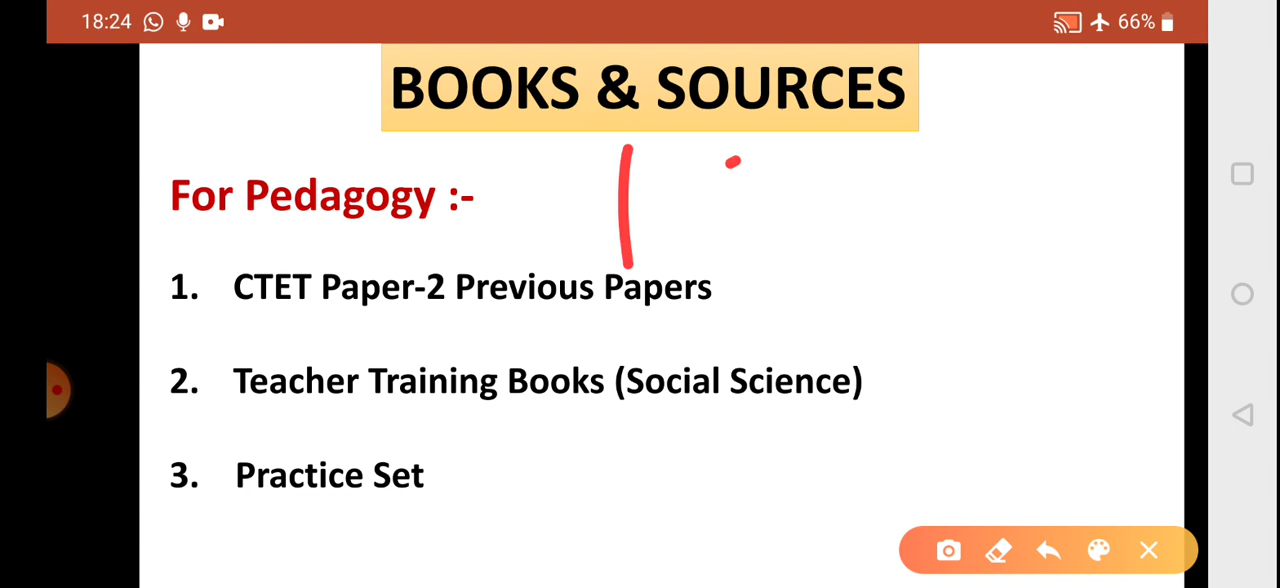 18:24 66%
BOOKS & SOURCES
For Pedagogy :-
1. CTET Paper-2 Previous Papers
2. Teacher Training Books (Social Science)
3. Practice Set